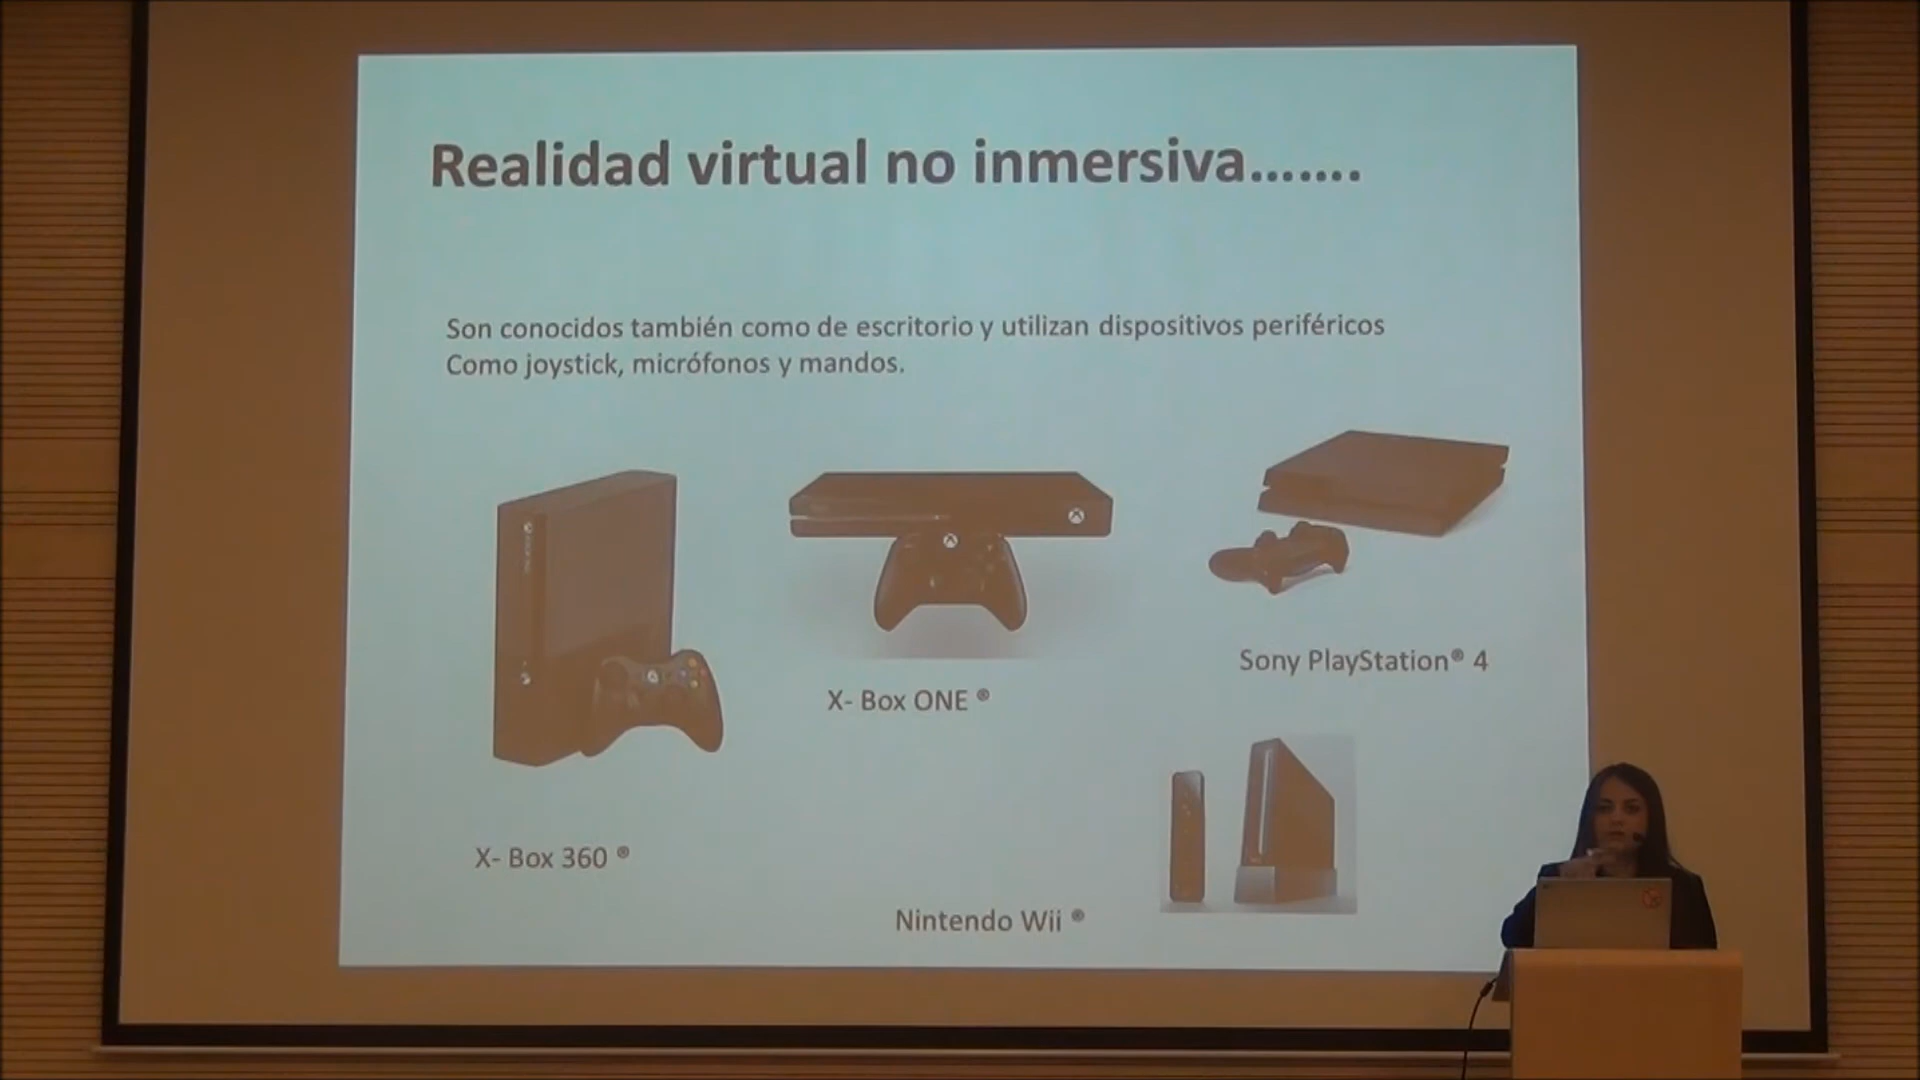 Realidad virtual no inmersiva.......
Son conocidos también como de escritorio y utilizan dispositivos periféricos
Como joystick, micrófonos y mandos.
Sony PlayStation® 4
X- Box ONE ®
X- Box 360 ®
Nintendo Wii ®